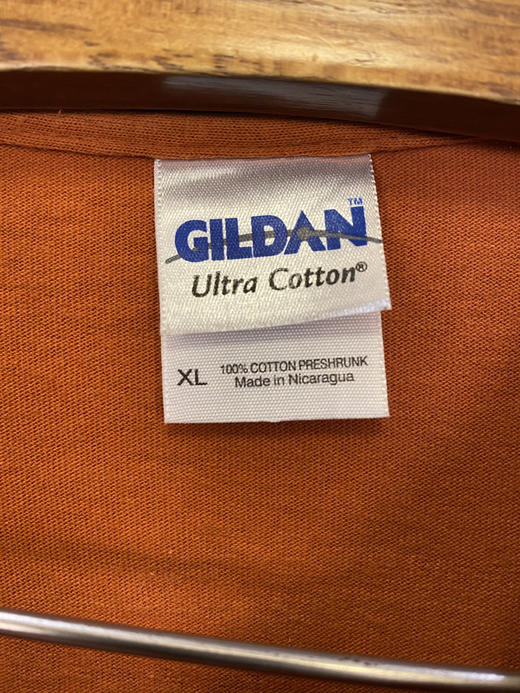 GILDAN™
Ultra Cotton®
XL 100% COTTON PRESHRUNK
Made in Nicaragua